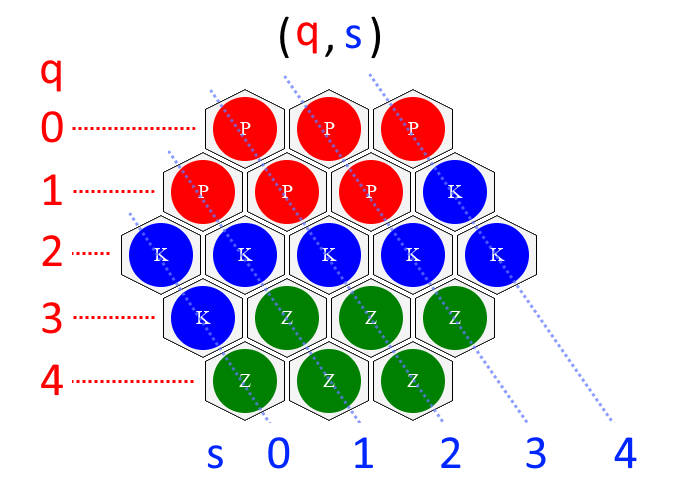 (q,s)
q
0 P P P
1 P P P K
2 K K K K K
3 K Z Z Z
4 Z Z Z
s 0 1 2 3 4